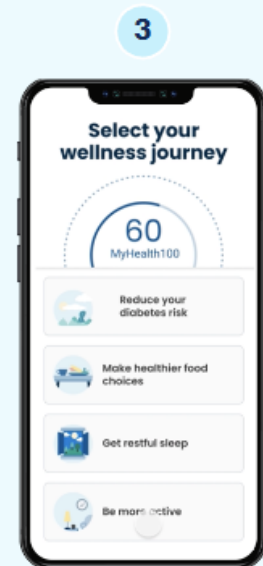 3
Select your
wellness journey
60
MyHealth100
Reduce your
diabetes risk
Make healthier food
choices
Get restful sleep
Be more active